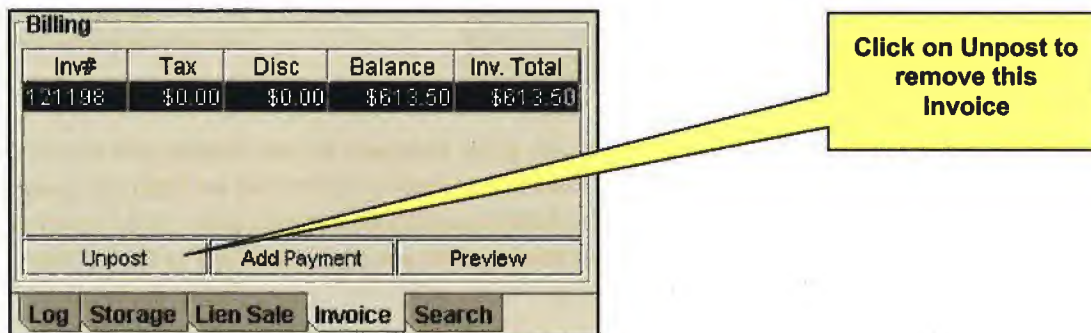 Billing
Inv# Tax Disc Balance Inv. Total
121198 $0.00 $0.00 $613.50 $613.50
Unpost Add Payment Preview
Log Storage Lien Sale Invoice Search
Click on Unpost to
remove this
Invoice